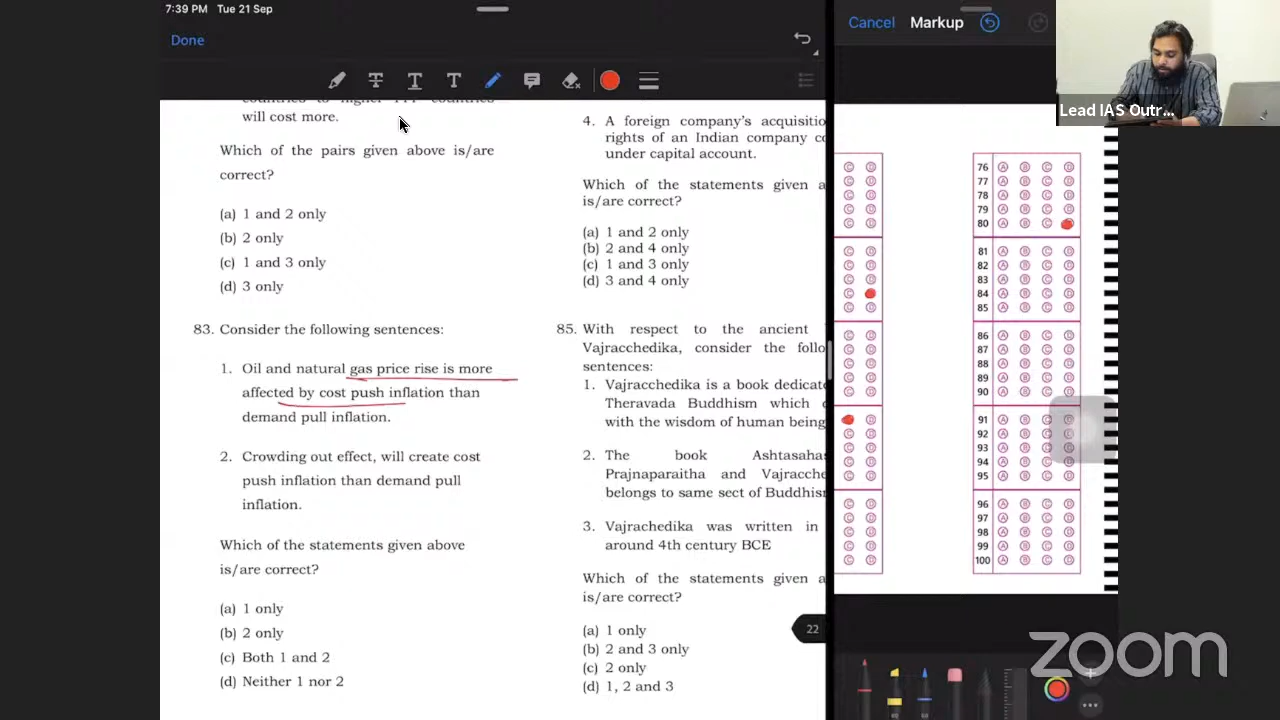 7:39 PM Tue 21 Sep
Done
Cancel Markup
Lead IAS Outr...
countries to higher countries
will cost more.
Which of the pairs given above is/are
correct?
(a) 1 and 2 only
(b) 2 only
(c) 1 and 3 only
(d) 3 only
83. Consider the following sentences:
1. Oil and natural gas price rise is more
affected by cost push inflation than
demand pull inflation.
2. Crowding out effect, will create cost
push inflation than demand pull
inflation.
Which of the statements given above
is/are correct?
(a) 1 only
(b) 2 only
(c) Both 1 and 2
(d) Neither 1 nor 2
4. A foreign company's acquisitio
rights of an Indian company co
under capital account.
Which of the statements given a
is/are correct?
(a) 1 and 2 only
(b) 2 and 4 only
(c) 1 and 3 only
(d) 3 and 4 only
85. With respect to the ancient
Vajracchedika, consider the follo
sentences:
1. Vajracchedika is a book dedicate
Theravada Buddhism which
with the wisdom of human being
2. The book Ashtasahas
Prajnaparaitha and Vajracche
belongs to same sect of Buddhism
3. Vajrachedika was written in
around 4th century BCE
Which of the statements given a
is/are correct?
(a) 1 only
(b) 2 and 3 only
(c) 2 only
(d) 1, 2 and 3
22
C D
C D
C D
C D
C D
C D
C D
C D
C
C D
C D
C D
C D
C D
C D
D
C D
C D
C D
C D
C D
C D
C D
C D
C D
76 A B C D
77 A B C D
78 A B C D
79 A B C D
80 A B C
81 A B C D
82 A B C D
83 A B C D
84 A B C D
85 A B C D
86 A B C D
87 A B C D
88 A B C D
89 A B C D
90 A B C D
91 A B C D
92 A B C D
93 A B C D
94 A B C D
95 A B C D
96 A B C D
97 A B C D
98 A B C D
99 A B C D
100 A B C D
zoom